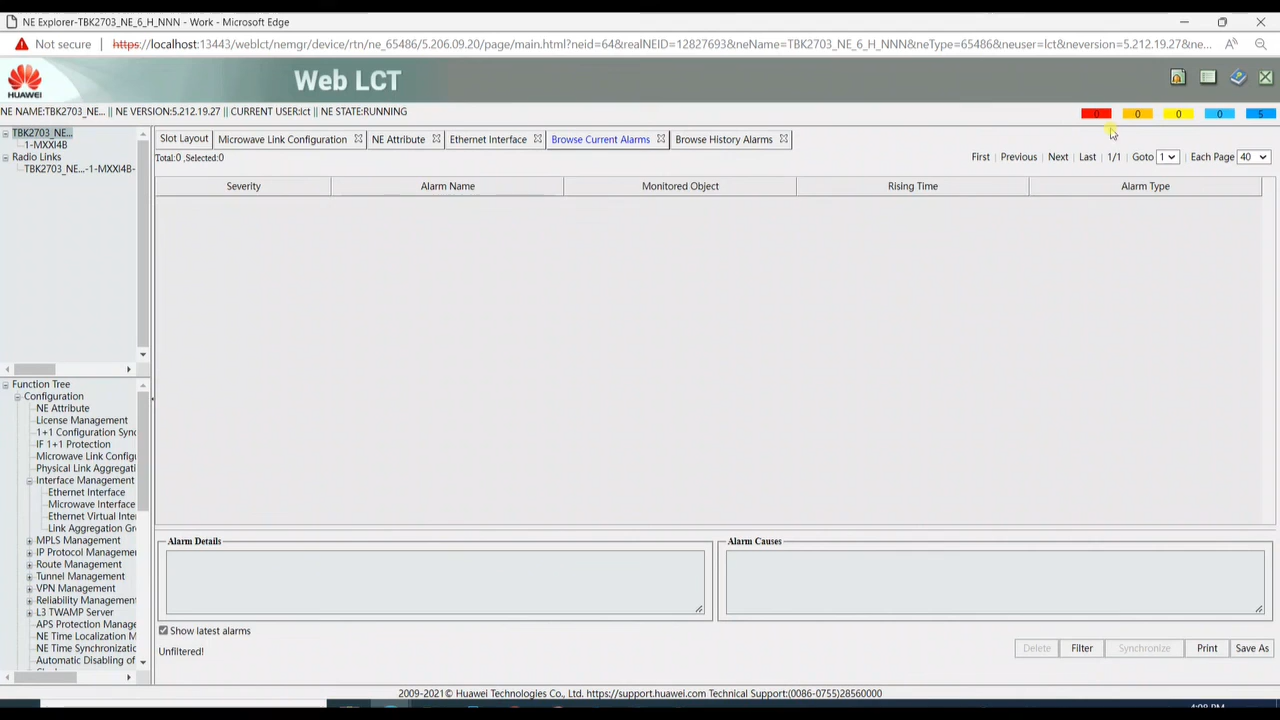 NE Explorer-TBK2703_NE_6_H_NNN - Work - Microsoft Edge
Not secure | https://localhost:13443/weblct/nemgr/device/rtn/ne_65486/5.206.09.20/page/main.html?neid=64&realNEID=12827693&neName=TBK2703_NE_6_H_NNN&neType=65486&neuser=lct&neversion=5.212.19.27&ne...
HUAWEI
Web LCT
NE NAME:TBK2703_NE... || NE VERSION:5.212.19.27 || CURRENT USER:lct || NE STATE:RUNNING
0 0 0 0 5
TBK2703_NE...
1-MXXI4B
Radio Links
TBK2703_NE...-1-MXXI4B-
Slot Layout Microwave Link Configuration NE Attribute Ethernet Interface Browse Current Alarms Browse History Alarms
Total:0 ,Selected:0
First | Previous | Next | Last | 1/1 | Goto 1 | Each Page 40
Severity Alarm Name Monitored Object Rising Time Alarm Type
Function Tree
Configuration
NE Attribute
License Management
1+1 Configuration Sync
IF 1+1 Protection
Microwave Link Configu
Physical Link Aggregati
Interface Management
Ethernet Interface
Microwave Interface
Ethernet Virtual Inte
Link Aggregation Gr
MPLS Management
IP Protocol Managemen
Route Management
Tunnel Management
VPN Management
Reliability Management
L3 TWAMP Server
APS Protection Manage
NE Time Localization M
NE Time Synchronizatio
Automatic Disabling of
Alarm Details
Alarm Causes
Show latest alarms
Unfiltered!
Delete Filter Synchronize Print Save As
2009-2021© Huawei Technologies Co., Ltd. https://support.huawei.com Technical Support:(0086-0755)28560000